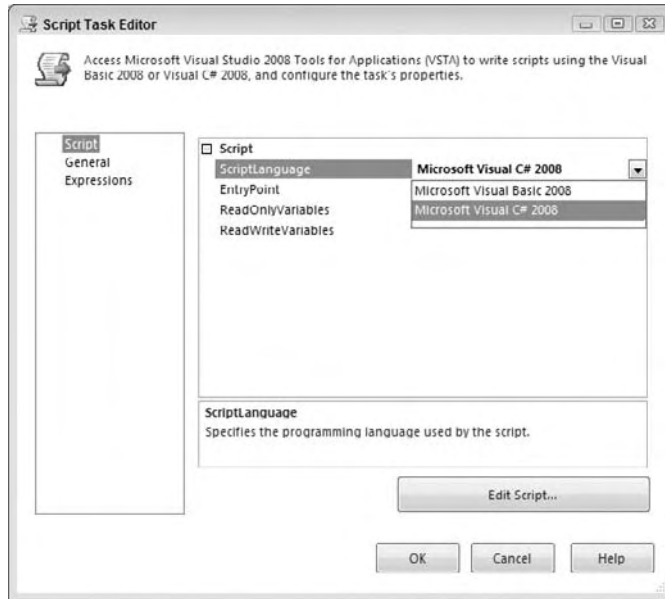 Script Task Editor
Access Microsoft Visual Studio 2008 Tools for Applications (VSTA) to write scripts using the Visual
Basic 2008 or Visual C# 2008, and configure the task's properties.
Script
General
Expressions
Script
ScriptLanguage Microsoft Visual C# 2008
EntryPoint Microsoft Visual Basic 2008
ReadOnlyVariables Microsoft Visual C# 2008
ReadWriteVariables
ScriptLanguage
Specifies the programming language used by the script.
Edit Script...
OK Cancel Help